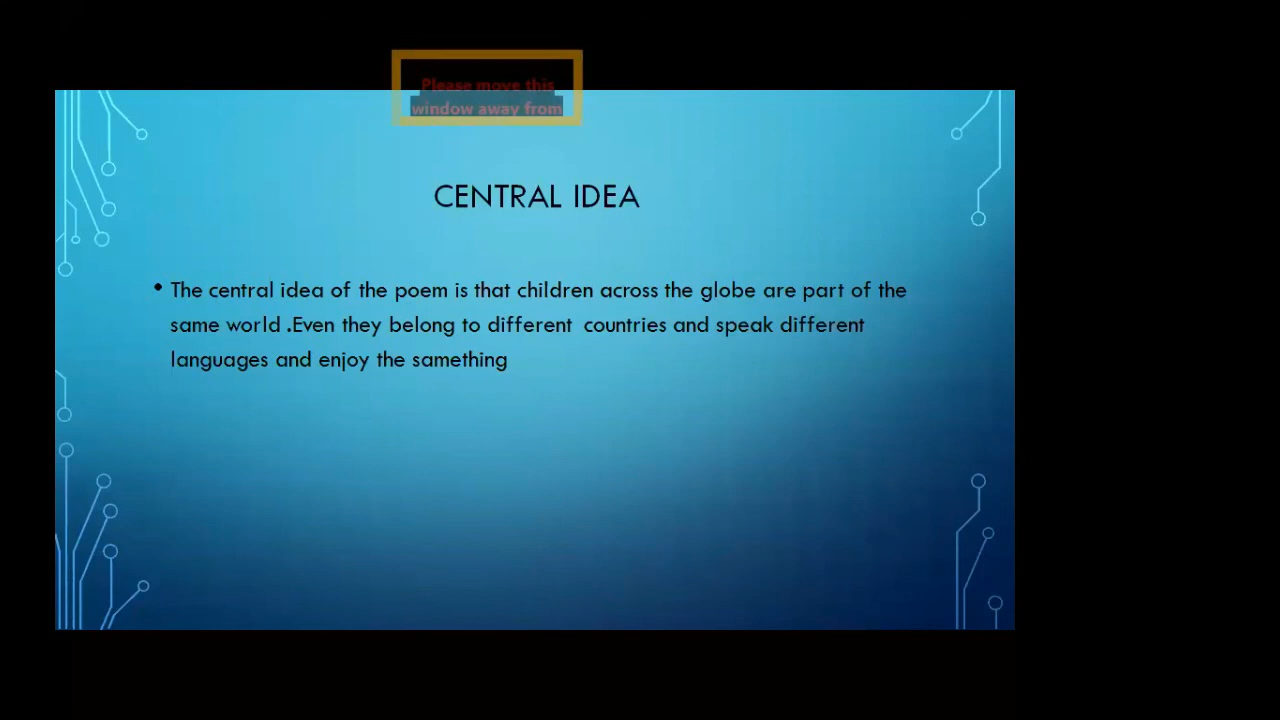 Please move this
window away from
CENTRAL IDEA
• The central idea of the poem is that children across the globe are part of the
same world .Even they belong to different countries and speak different
languages and enjoy the samething